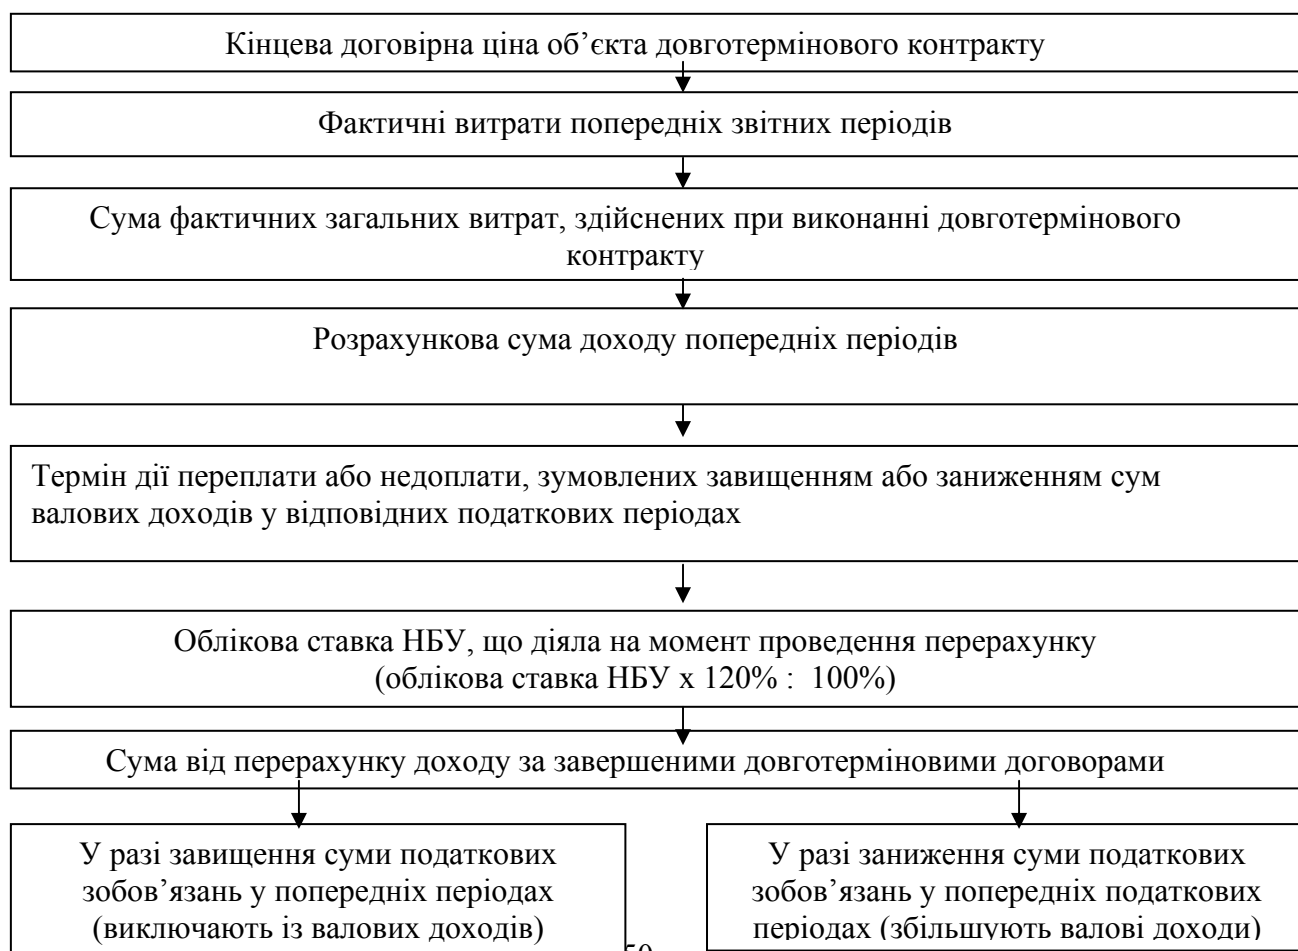 Кінцева договірна ціна об’єкта довготермінового контракту
Фактичні витрати попередніх звітних періодів
Сума фактичних загальних витрат, здійснених при виконанні довготермінового
контракту
Розрахункова сума доходу попередніх періодів
Термін дії переплати або недоплати, зумовлених завищенням або заниженням сум
валових доходів у відповідних податкових періодах
Облікова ставка НБУ, що діяла на момент проведення перерахунку
(облікова ставка НБУ х 120% : 100%)
Сума від перерахунку доходу за завершеними довготерміновими договорами
У разі завищення суми податкових
зобов’язань у попередніх періодах
(виключають із валових доходів)
У разі заниження суми податкових
зобов’язань у попередніх податкових
періодах (збільшують валові доходи)
50